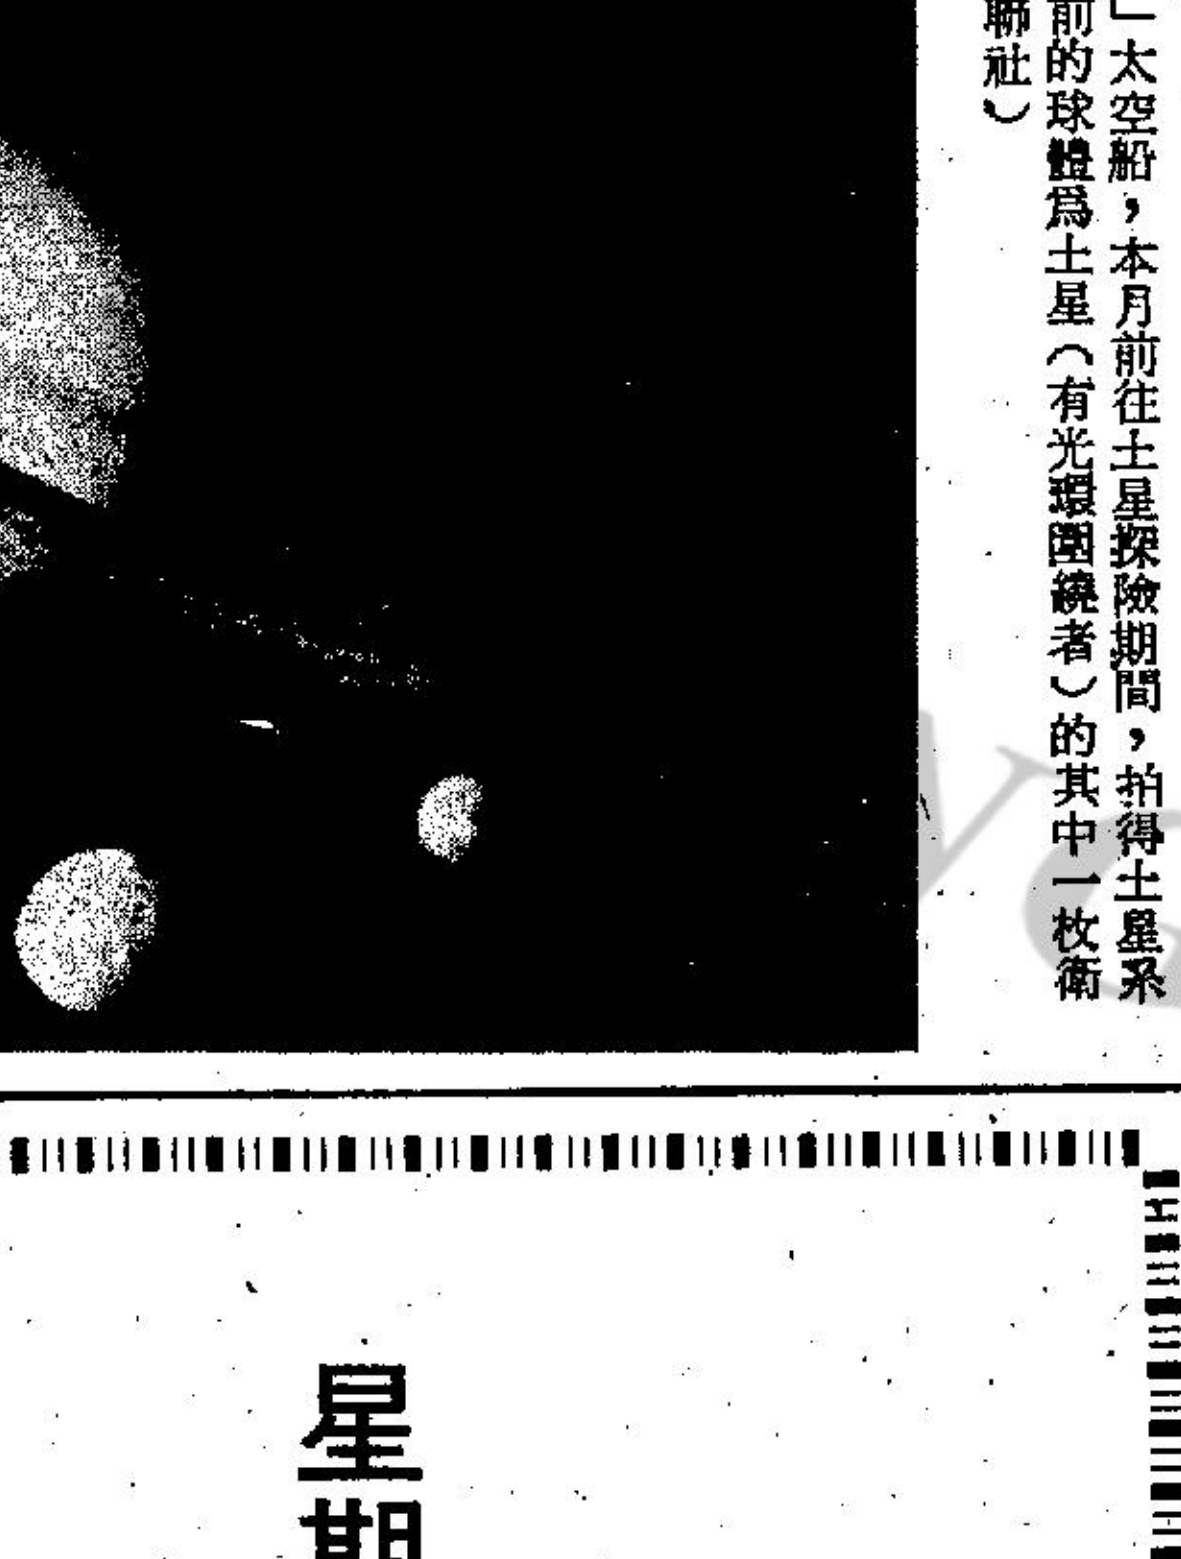 」太空船，本月前往土星探險期間，拍得土星系
前的球體爲土星（有光環圍繞者）的其中一枚衛
聯社）
星期